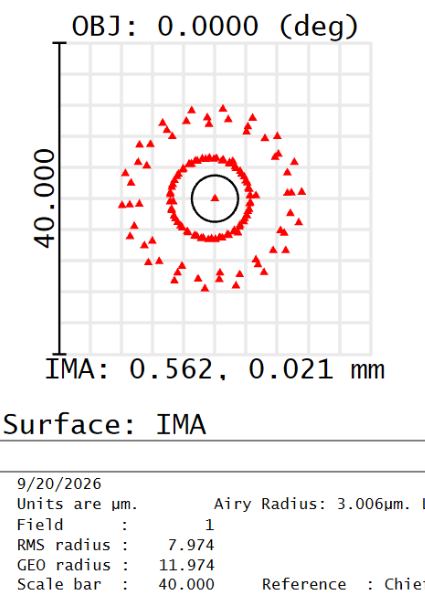 OBJ: 0.0000 (deg)
40.000
IMA: 0.562, 0.021 mm
Surface: IMA
9/20/2026
Units are µm. Airy Radius: 3.006µm.
Field : 1
RMS radius : 7.974
GEO radius : 11.974
Scale bar : 40.000 Reference :